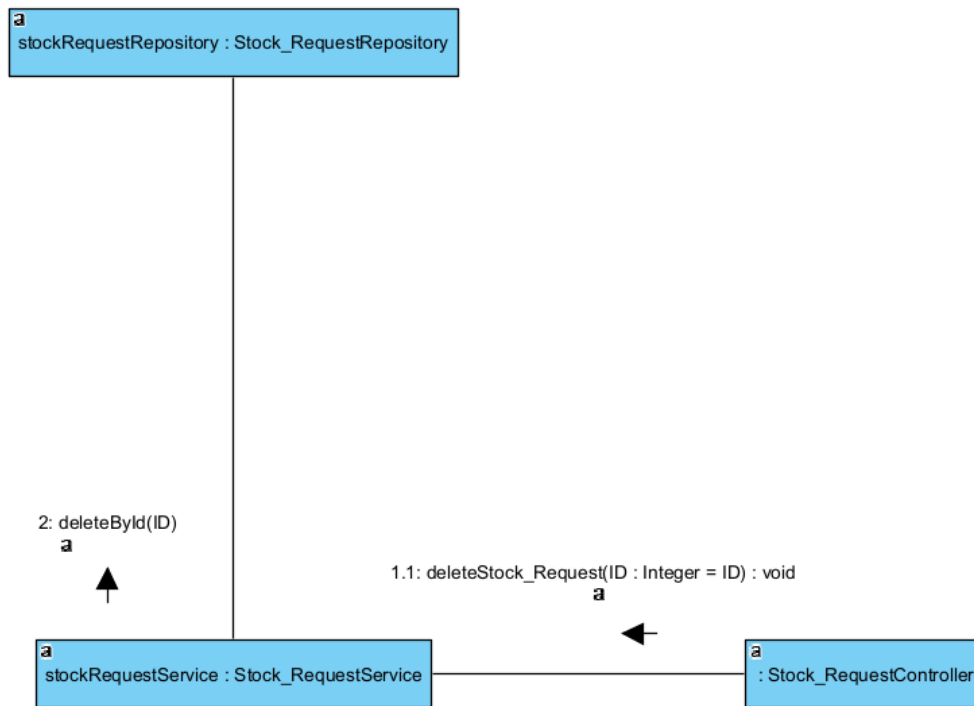 a
stockRequestRepository : Stock_RequestRepository
2: deleteById(ID)
a
1.1: deleteStock_Request(ID : Integer = ID) : void
a
a
stockRequestService : Stock_RequestService
a
: Stock_RequestController